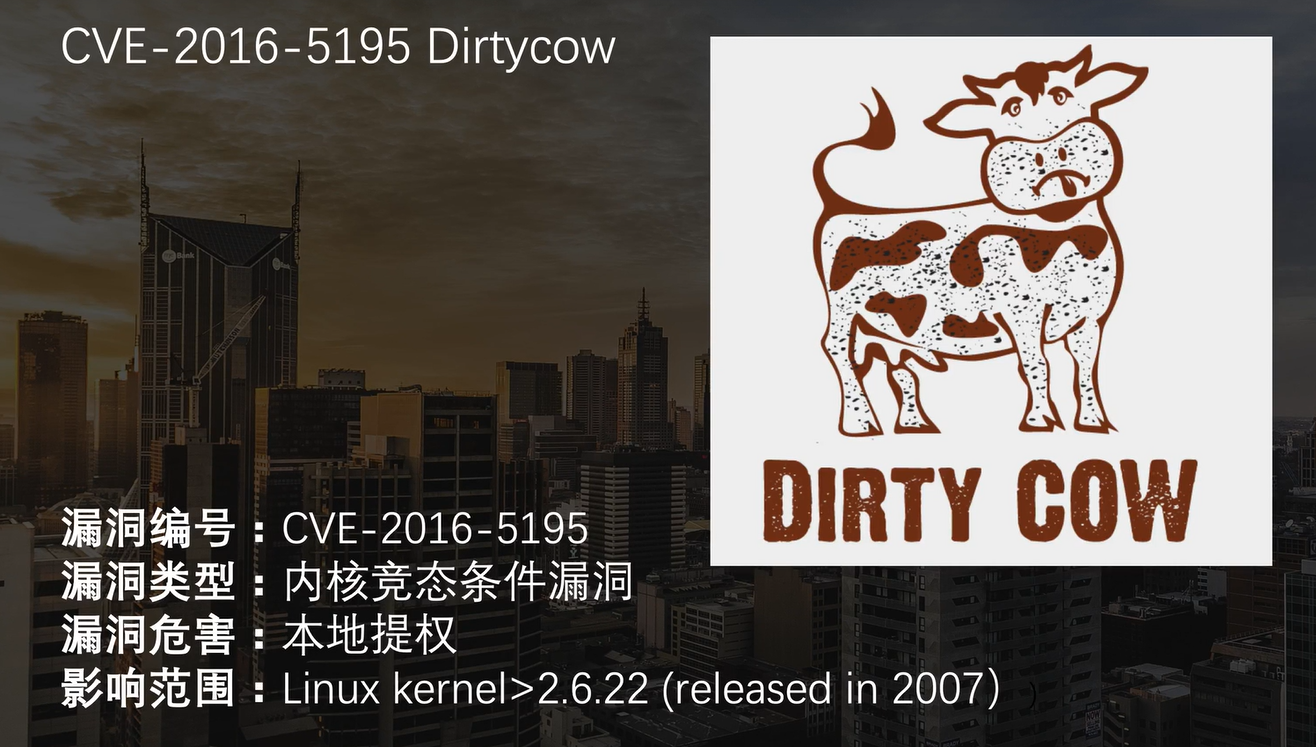 CVE-2016-5195 Dirtycow
DIRTY COW
漏洞编号：CVE-2016-5195
漏洞类型：内核竞态条件漏洞
漏洞危害：本地提权
影响范围：Linux kernel>2.6.22 (released in 2007)